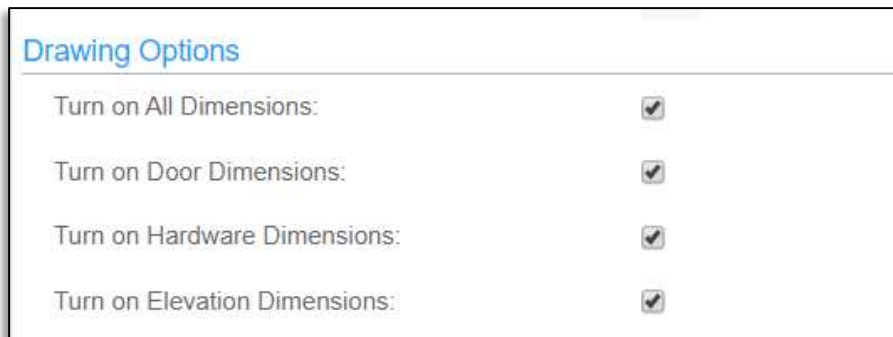 Drawing Options
Turn on All Dimensions:
Turn on Door Dimensions:
Turn on Hardware Dimensions:
Turn on Elevation Dimensions: